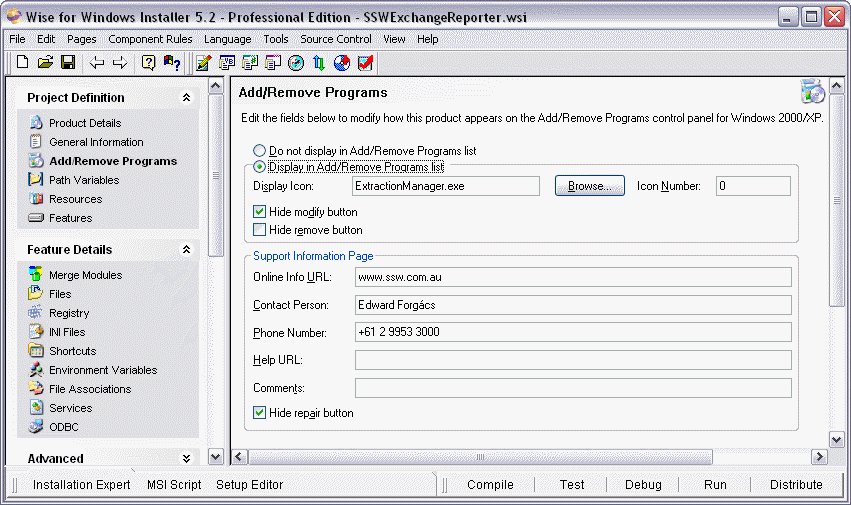 Wise for Windows Installer 5.2 - Professional Edition - SSWExchangeReporter.wsi
File Edit Pages Component Rules Language Tools Source Control View Help
Project Definition
Product Details
General Information
Add/Remove Programs
Path Variables
Resources
Features
Feature Details
Merge Modules
Files
Registry
INI Files
Shortcuts
Environment Variables
File Associations
Services
ODBC
Advanced
Add/Remove Programs
Edit the fields below to modify how this product appears on the Add/Remove Programs control panel for Windows 2000/XP.
Do not display in Add/Remove Programs list
Display in Add/Remove Programs list
Display Icon: ExtractionManager.exe Browse... Icon Number: 0
Hide modify button
Hide remove button
Support Information Page
Online Info URL: www.ssw.com.au
Contact Person: Edward Forgács
Phone Number: +61 2 9953 3000
Help URL:
Comments:
Hide repair button
Installation Expert MSI Script Setup Editor Compile Test Debug Run Distribute